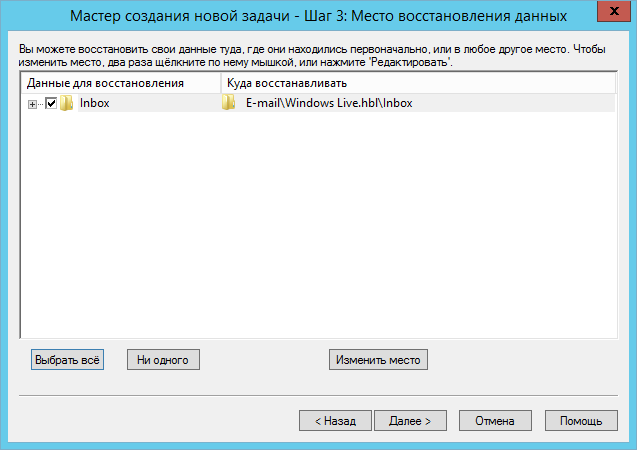 Мастер создания новой задачи - Шаг 3: Место восстановления данных
x
Вы можете восстановить свои данные туда, где они находились первоначально, или в любое другое место. Чтобы
изменить место, два раза щёлкните по нему мышкой, или нажмите 'Редактировать'.
Данные для восстановления Куда восстанавливать
Inbox E-mail\Windows Live.hbl\Inbox
Выбрать всё Ни одного Изменить место
< Назад Далее > Отмена Помощь